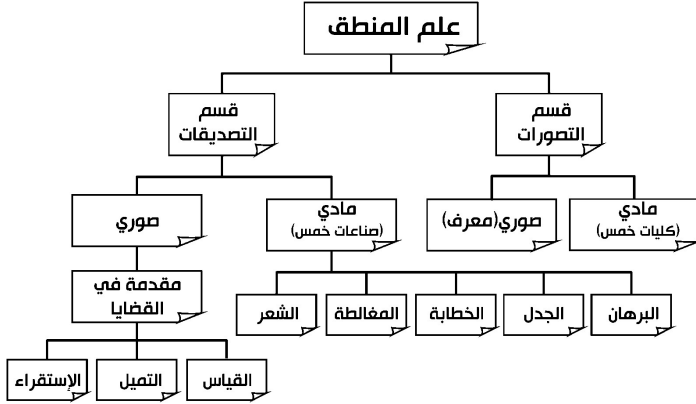 علم المنطق
قسم
التصورات
قسم
التصديقات
مادي
(كليات خمس)
صوري(معرف)
مادي
(صناعات خمس)
صوري
البرهان
الجدل
الخطابة
المغالطة
الشعر
مقدمة في
القضايا
القياس
التميل
الإستقراء